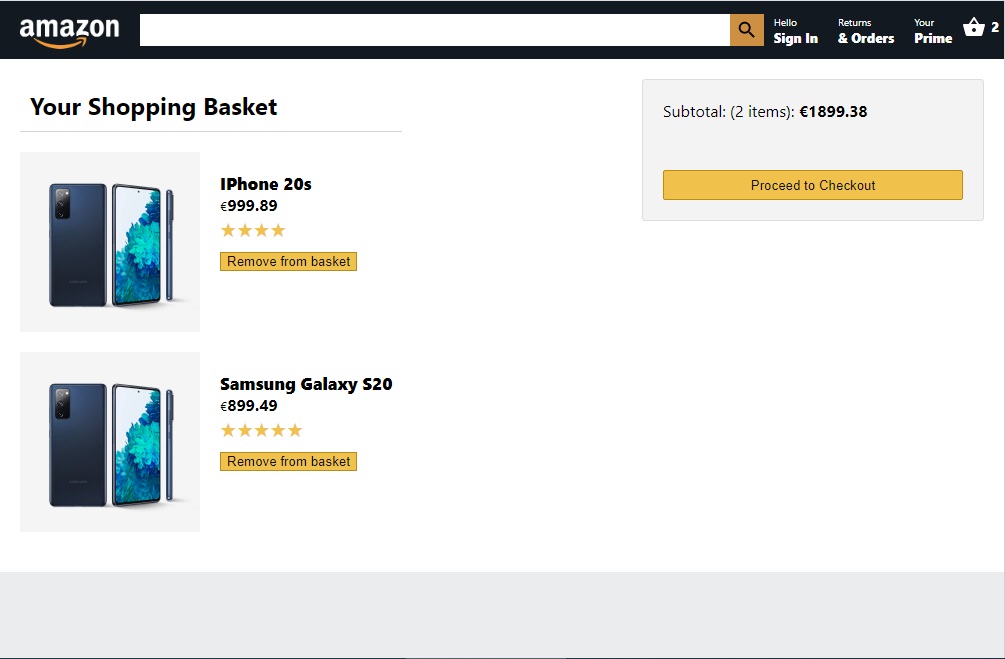 amazon
Hello
Sign In
Returns
& Orders
Your
Prime
2
Your Shopping Basket
Subtotal: (2 items): €1899.38
Proceed to Checkout
IPhone 20s
€999.89
★★★★
Remove from basket
Samsung Galaxy S20
€899.49
★★★★★
Remove from basket